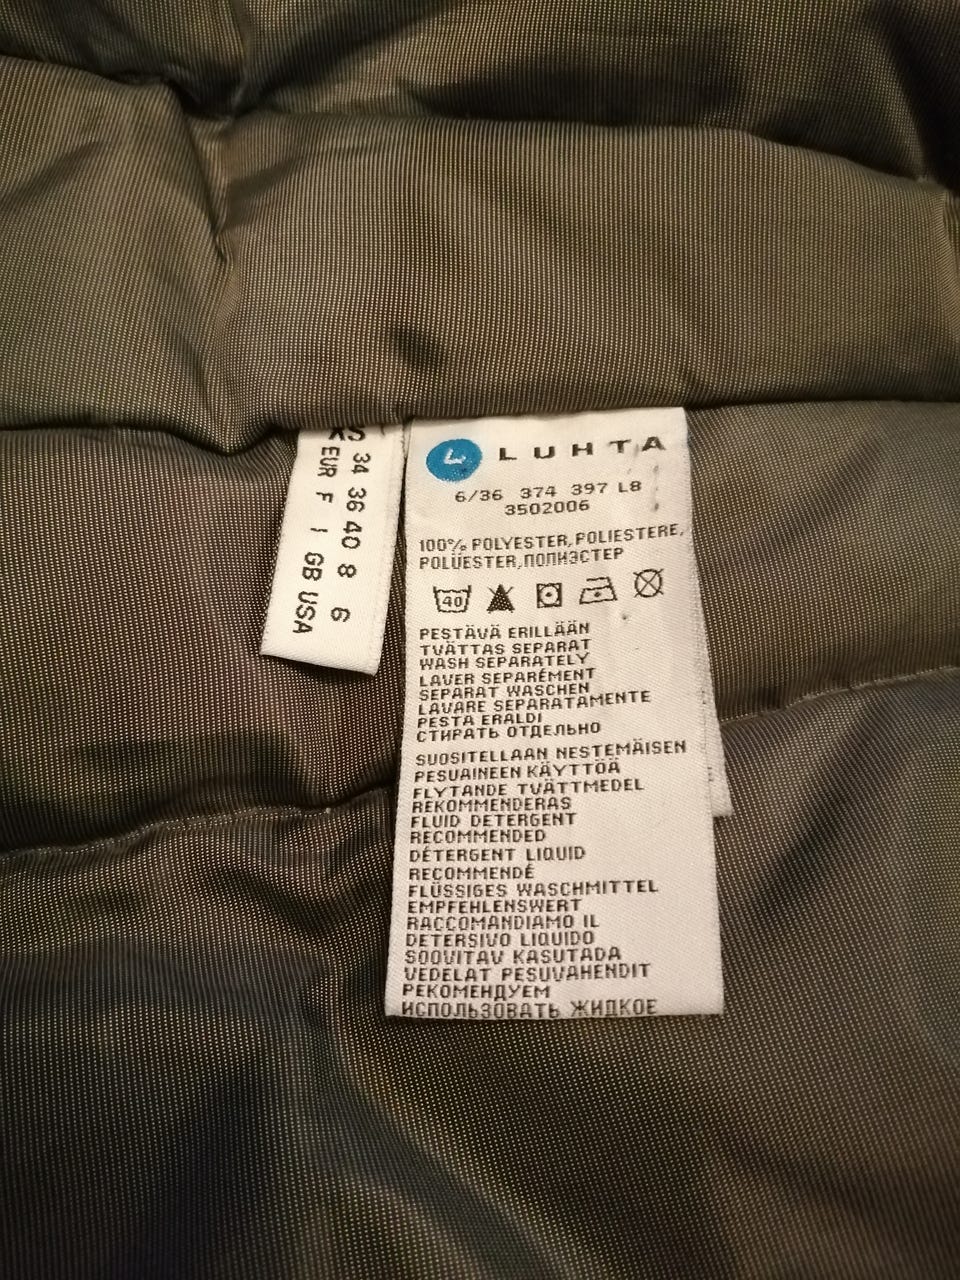 XS
34 36 40 8 6
EUR F I GB USA
L LUHTA
6/36 374 397 L8
3502006
100% POLYESTER, POLIESTERE,
POLÜESTER, ПОЛИЭСТЕР
40
PESTÄVÄ ERILLÄÄN
TVÄTTAS SEPARAT
WASH SEPARATELY
LAVER SEPARÉMENT
SEPARAT WASCHEN
LAVARE SEPARATAMENTE
PESTA ERALDI
СТИРАТЬ ОТДЕЛЬНО
SUOSITELLAAN NESTEMÄISEN
PESUAINEEN KÄYTTÖÄ
FLYTANDE TVÄTTMEDEL
REKOMMENDERAS
FLUID DETERGENT
RECOMMENDED
DÉTERGENT LIQUID
RECOMMENDÉ
FLÜSSIGES WASCHMITTEL
EMPFEHLENSWERT
RACCOMANDIAMO IL
DETERSIVO LIQUIDO
SOOVITAV KASUTADA
VEDELAT PESUVAHENDIT
РЕКОМЕНДУЕМ
ИСПОЛЬЗОВАТЬ ЖИДКОЕ